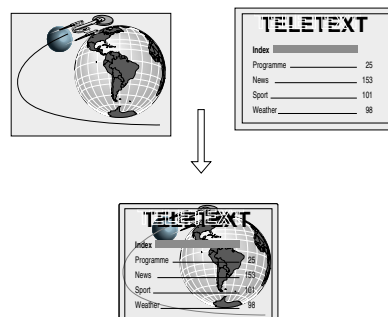 TELETEXT
Index
Programme 25
News 153
Sport 101
Weather 98
TELETEXT
Index
Programme 25
News 153
Sport 101
Weather 98